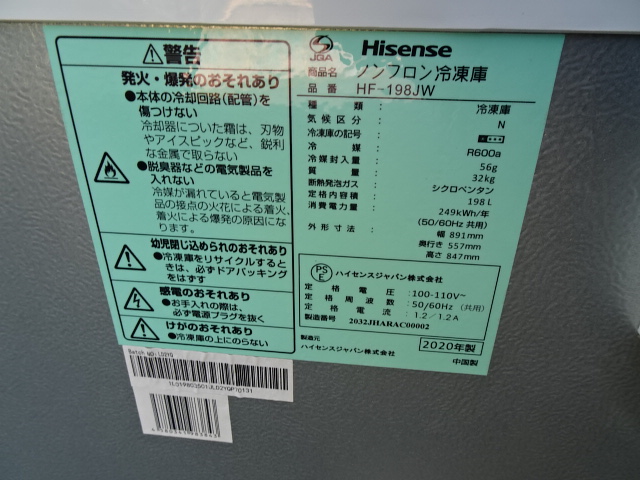 警告
発火・爆発のおそれあり
●本体の冷却回路(配管)を
傷つけない
冷却器についた霜は、刃物
やアイスピックなど、鋭利
な金属で取らない
●脱臭器などの電気製品を
入れない
冷媒が漏れていると電気製
品の接点の火花による着火、
着火による爆発の原因に
なります。
幼児閉じ込められのおそれあり
●冷蔵庫をリサイクルすると
きは、必ずドアパッキング
をはずす
感電のおそれあり
●お手入れの際は、
必ず電源プラグを抜く
けがのおそれあり
●冷蔵庫の上にのらない
JGIA
Hisense
商品名 ノンフロン冷凍庫
品番 HF-198JW
種類: 冷凍庫
気候区分: N
冷凍庫の記号:
冷媒: R600a
冷媒封入量: 56g
質量: 32kg
断熱発泡ガス: シクロペンタン
定格内容積: 198L
消費電力量: 249kWh/年
(50/60Hz 共用)
外形寸法: 幅 891mm
奥行き 557mm
高さ 847mm
PS
E
ハイセンスジャパン株式会社
定格電圧:100-110V~
定格周波数:50/60Hz (共用)
定格電流:1.2/1.2A
製造番号 2032JHARAC00002
製造元
ハイセンスジャパン株式会社
2020年製
中国製